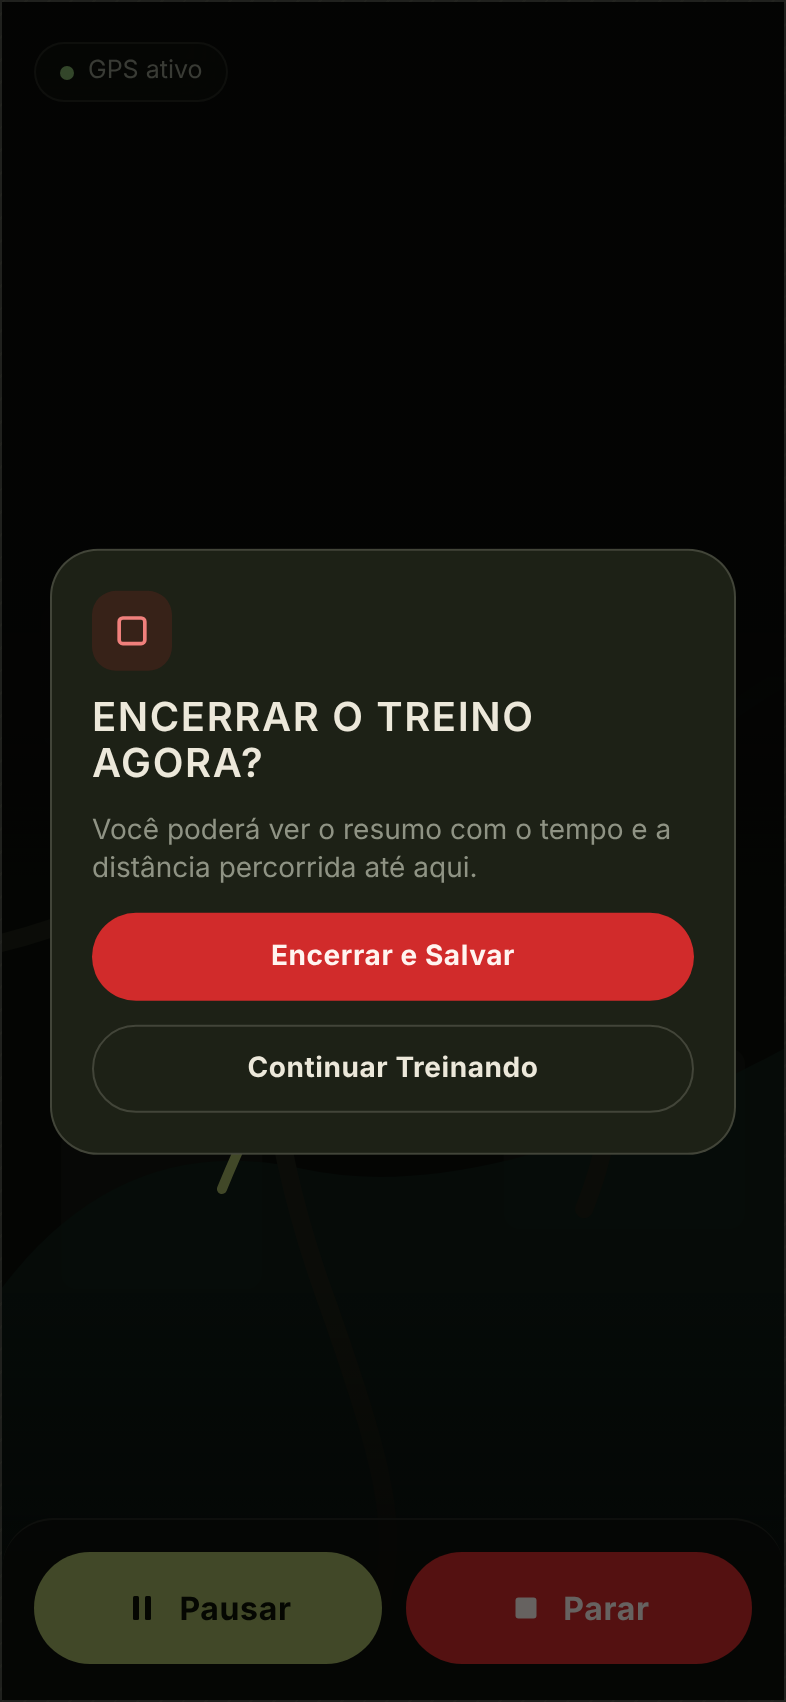 GPS ativo
ENCERRAR O TREINO
AGORA?
Você poderá ver o resumo com o tempo e a
distância percorrida até aqui.
Encerrar e Salvar
Continuar Treinando
Pausar
Parar